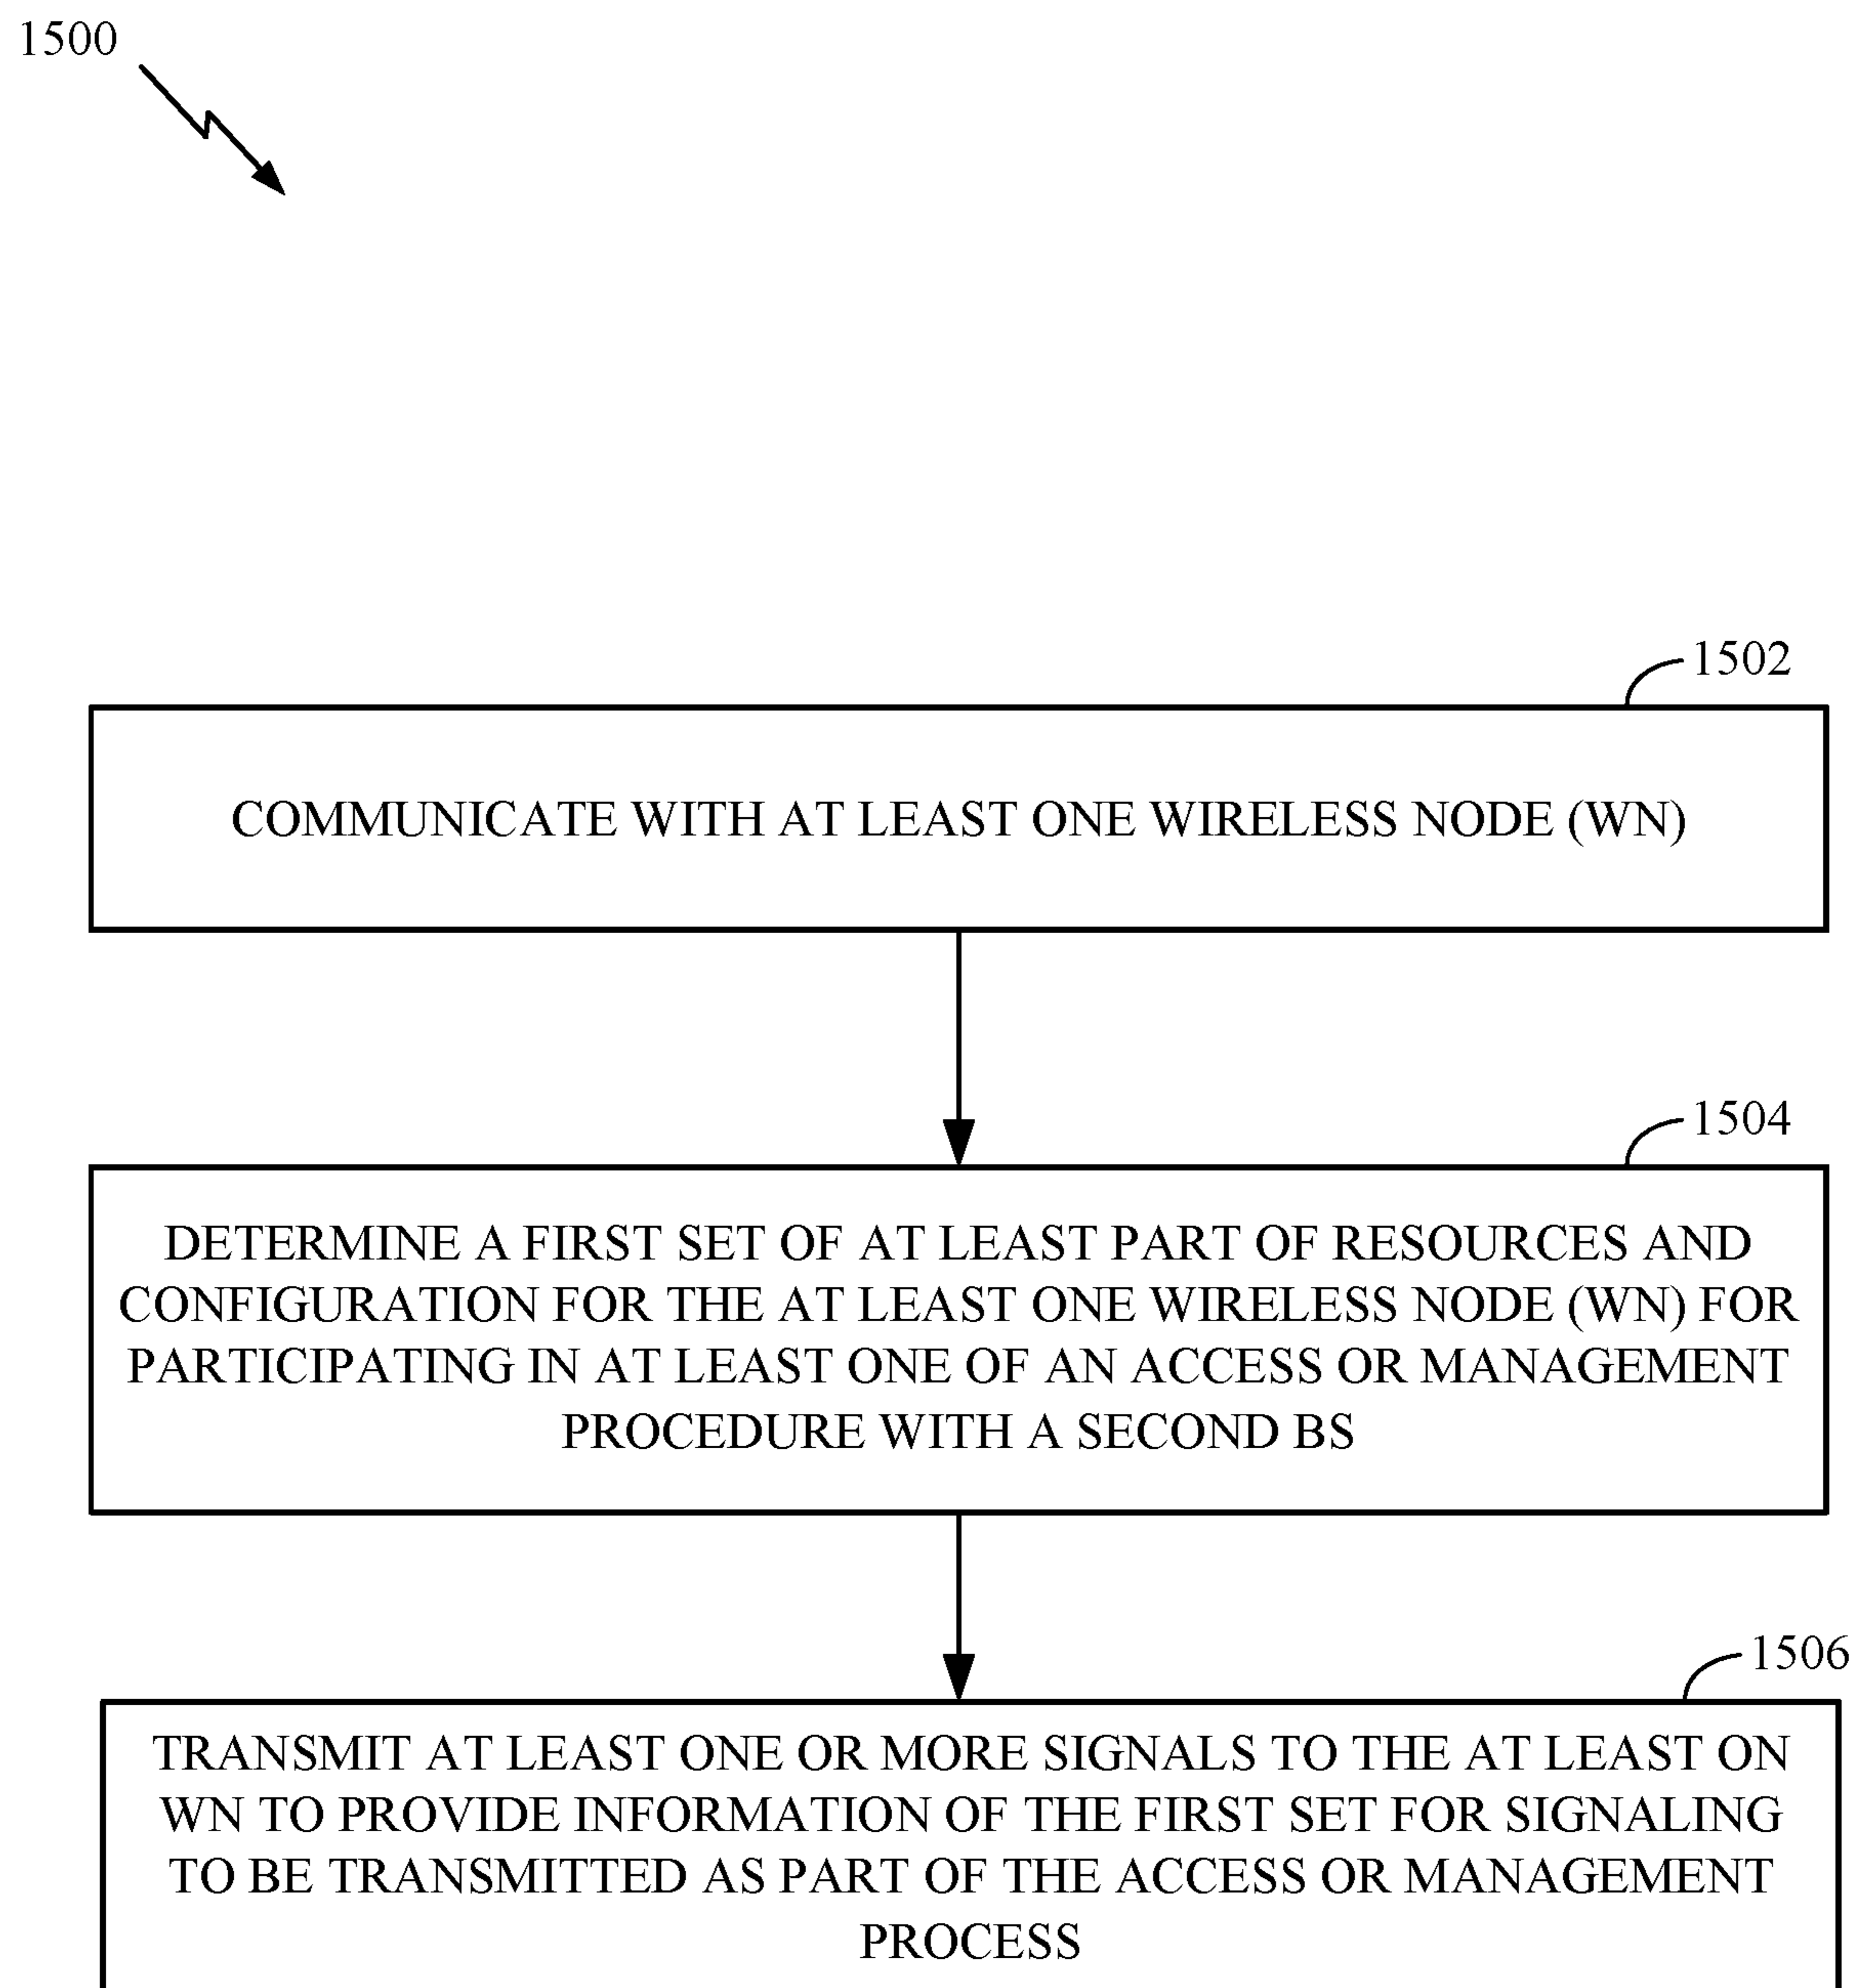 1500
1502
COMMUNICATE WITH AT LEAST ONE WIRELESS NODE (WN)
1504
DETERMINE A FIRST SET OF AT LEAST PART OF RESOURCES AND
CONFIGURATION FOR THE AT LEAST ONE WIRELESS NODE (WN) FOR
PARTICIPATING IN AT LEAST ONE OF AN ACCESS OR MANAGEMENT
PROCEDURE WITH A SECOND BS
1506
TRANSMIT AT LEAST ONE OR MORE SIGNALS TO THE AT LEAST ON
WN TO PROVIDE INFORMATION OF THE FIRST SET FOR SIGNALING
TO BE TRANSMITTED AS PART OF THE ACCESS OR MANAGEMENT
PROCESS